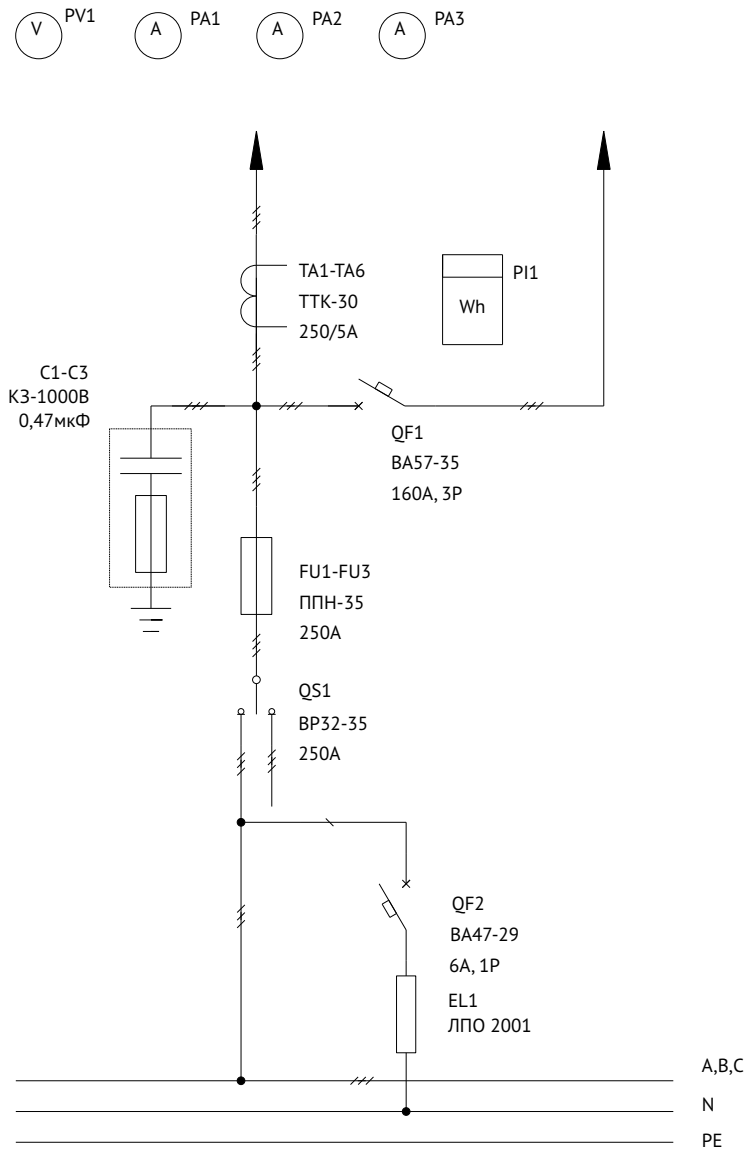 V PV1
A PA1
A PA2
A PA3
TA1-TA6
ТТК-30
250/5А
PI1
Wh
C1-C3
КЗ-1000В
0,47мкФ
QF1
ВА57-35
160А, 3Р
FU1-FU3
ППН-35
250А
QS1
ВР32-35
250А
QF2
ВА47-29
6А, 1Р
EL1
ЛПО 2001
A,B,C
N
PE